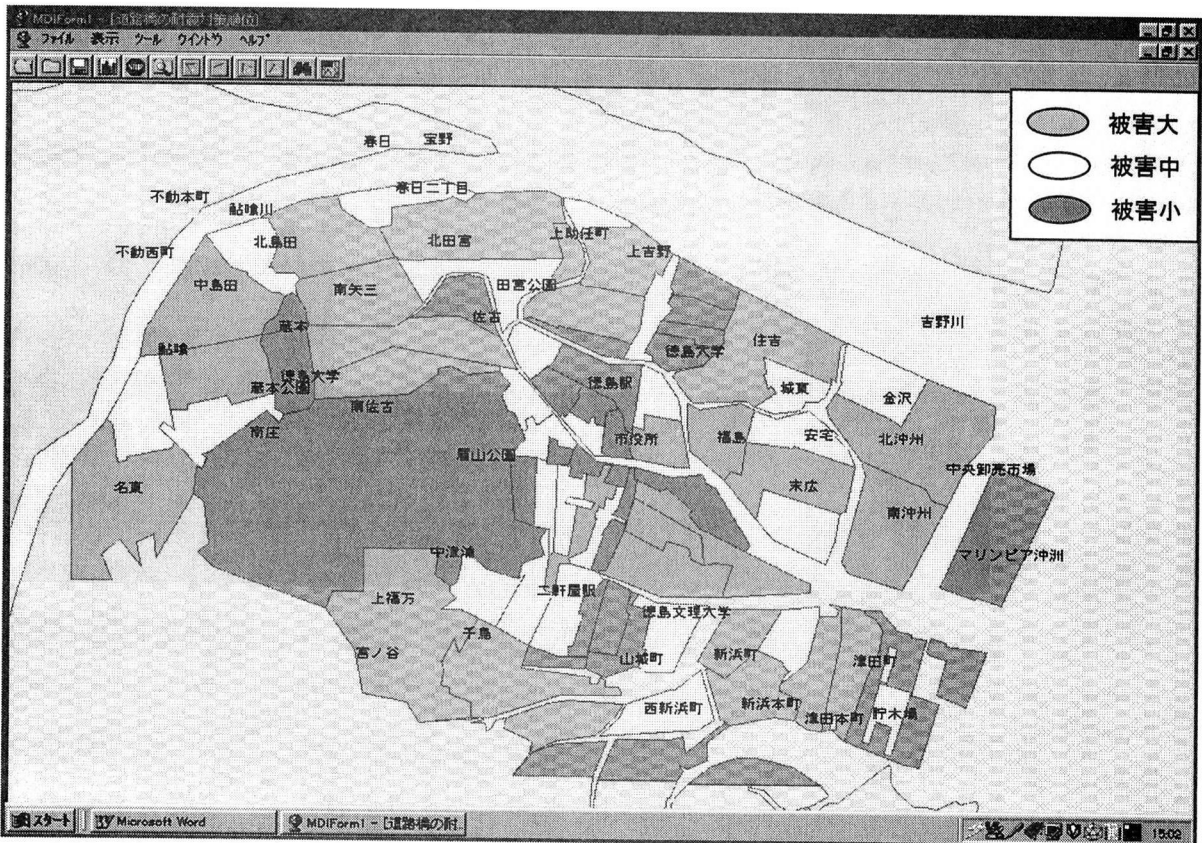 MDIForm1 - [道路橋の耐震対策順位]
ファイル 表示 ツール ウインドウ ヘルプ
被害大
被害中
被害小
春日 宝野
不動本町
春日二丁目
鮎喰川
不動西町
北島田
北田宮
上助任町
上吉野
中島田
南矢三
田宮公園
吉野川
蔵本
佐古
住吉
鮎喰
徳島大学
徳島大学
蔵本公園
徳島駅
城東
金沢
南佐古
南庄
市役所
福島
安宅
北沖州
眉山公園
中央卸売市場
名東
末広
南沖州
中津浦
マリンピア沖洲
二軒屋駅
上福万
徳島文理大学
千鳥
宮ノ谷
山城町
新浜町
津田町
西新浜町
新浜本町
津田本町
貯木場
スタート
Microsoft Word
MDIForm1 - [道路橋の耐..
15:02